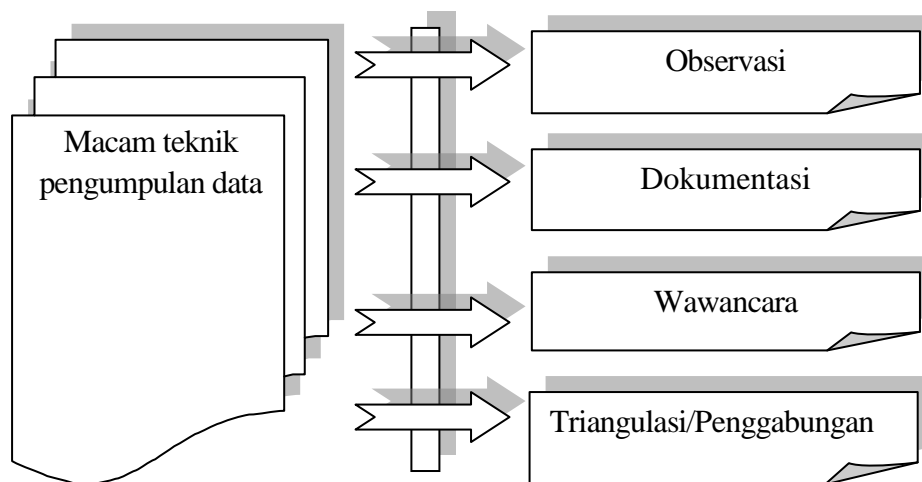 Macam teknik
pengumpulan data
Observasi
Dokumentasi
Wawancara
Triangulasi/Penggabungan